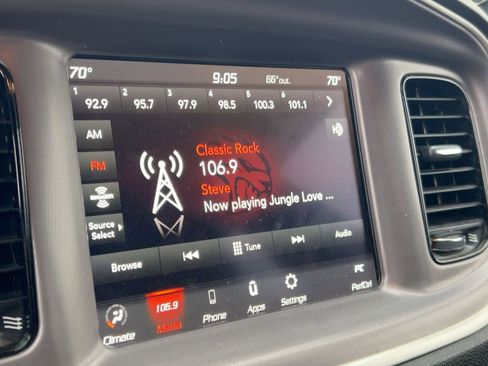 70° 9:05 66°out. 70°
1 2 3 4 5 6
92.9 95.7 97.9 98.5 100.3 101.1
AM
Classic Rock
FM
106.9
Steve
Now playing Jungle Love ...
Source
Select
Browse Tune Audio
106.9 PC
Climate Media Phone Apps Settings PerfCtrl